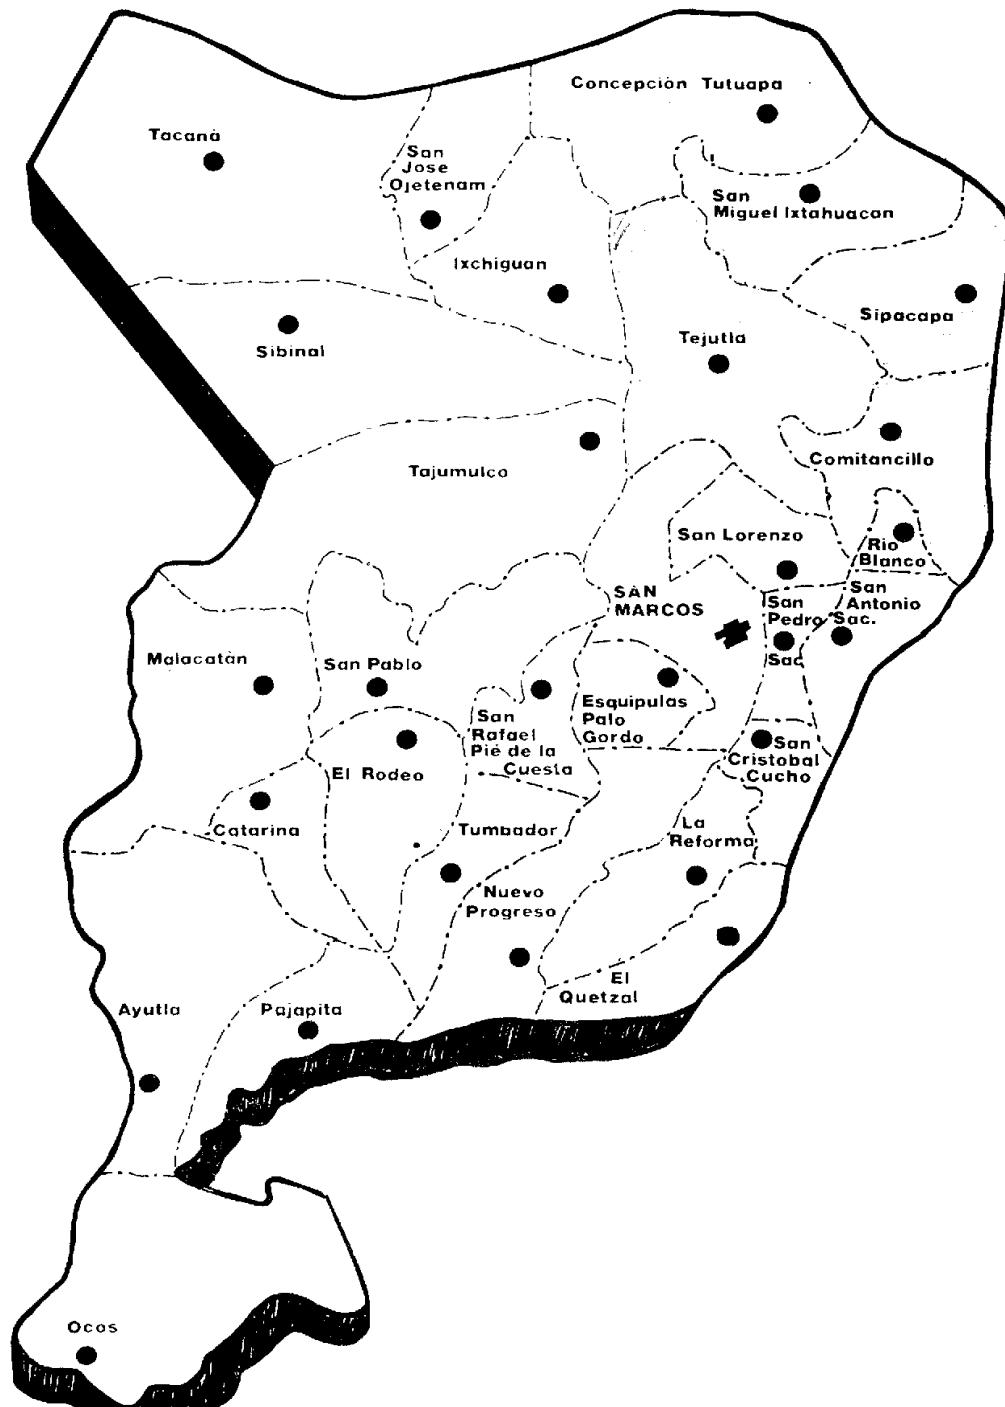 Concepción Tutuapa
Tacaná
San
Jose
Ojetenam
San
Miguel Ixtahuacan
Ixchiguan
Sipacapa
Tejutla
Sibinal
Comitancillo
Tajumulco
San Lorenzo
Rio
Blanco
SAN
MARCOS
San
Pedro
Sac.
San
Antonio
Sac.
Malacatán
San Pablo
Esquipulas
Palo
Gordo
San
Rafael
Pié de la
Cuesta
San
Cristobal
Cucho
El Rodeo
Catarina
Tumbador
La
Reforma
Nuevo
Progreso
El
Quetzal
Ayutla
Pajapita
Ocos